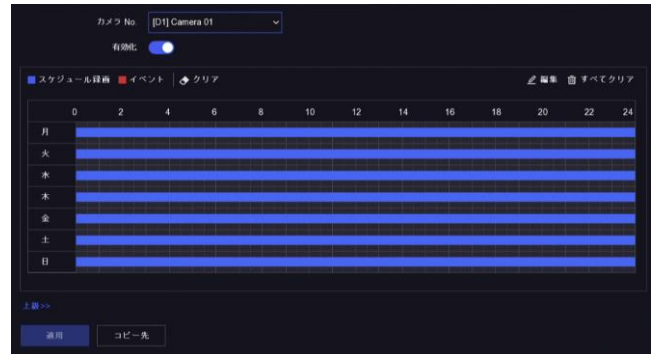 カメラ No. [D1] Camera 01
有効化
スケジュール録画 イベント クリア 編集 すべてクリア
0 2 4 6 8 10 12 14 16 18 20 22 24
月
火
水
木
金
土
日
上級>>
適用 コピー先